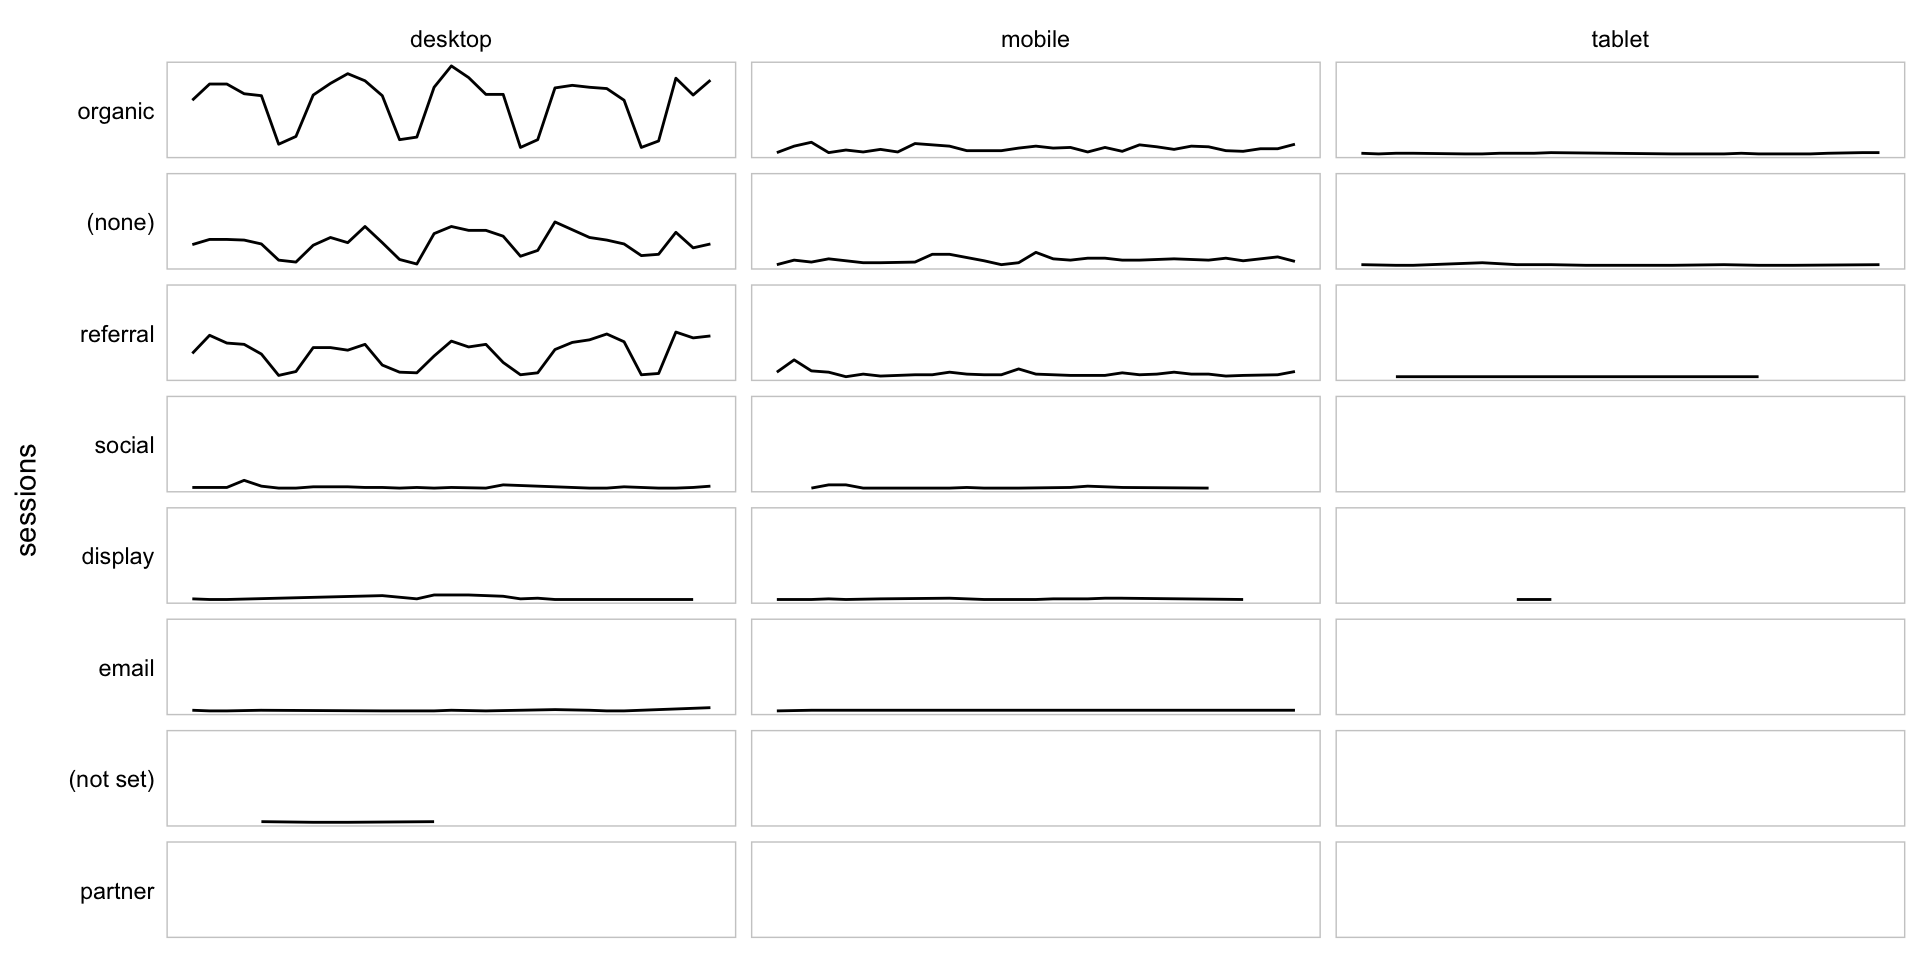 desktop
mobile
tablet
organic
(none)
referral
social
display
email
(not set)
partner
sessions